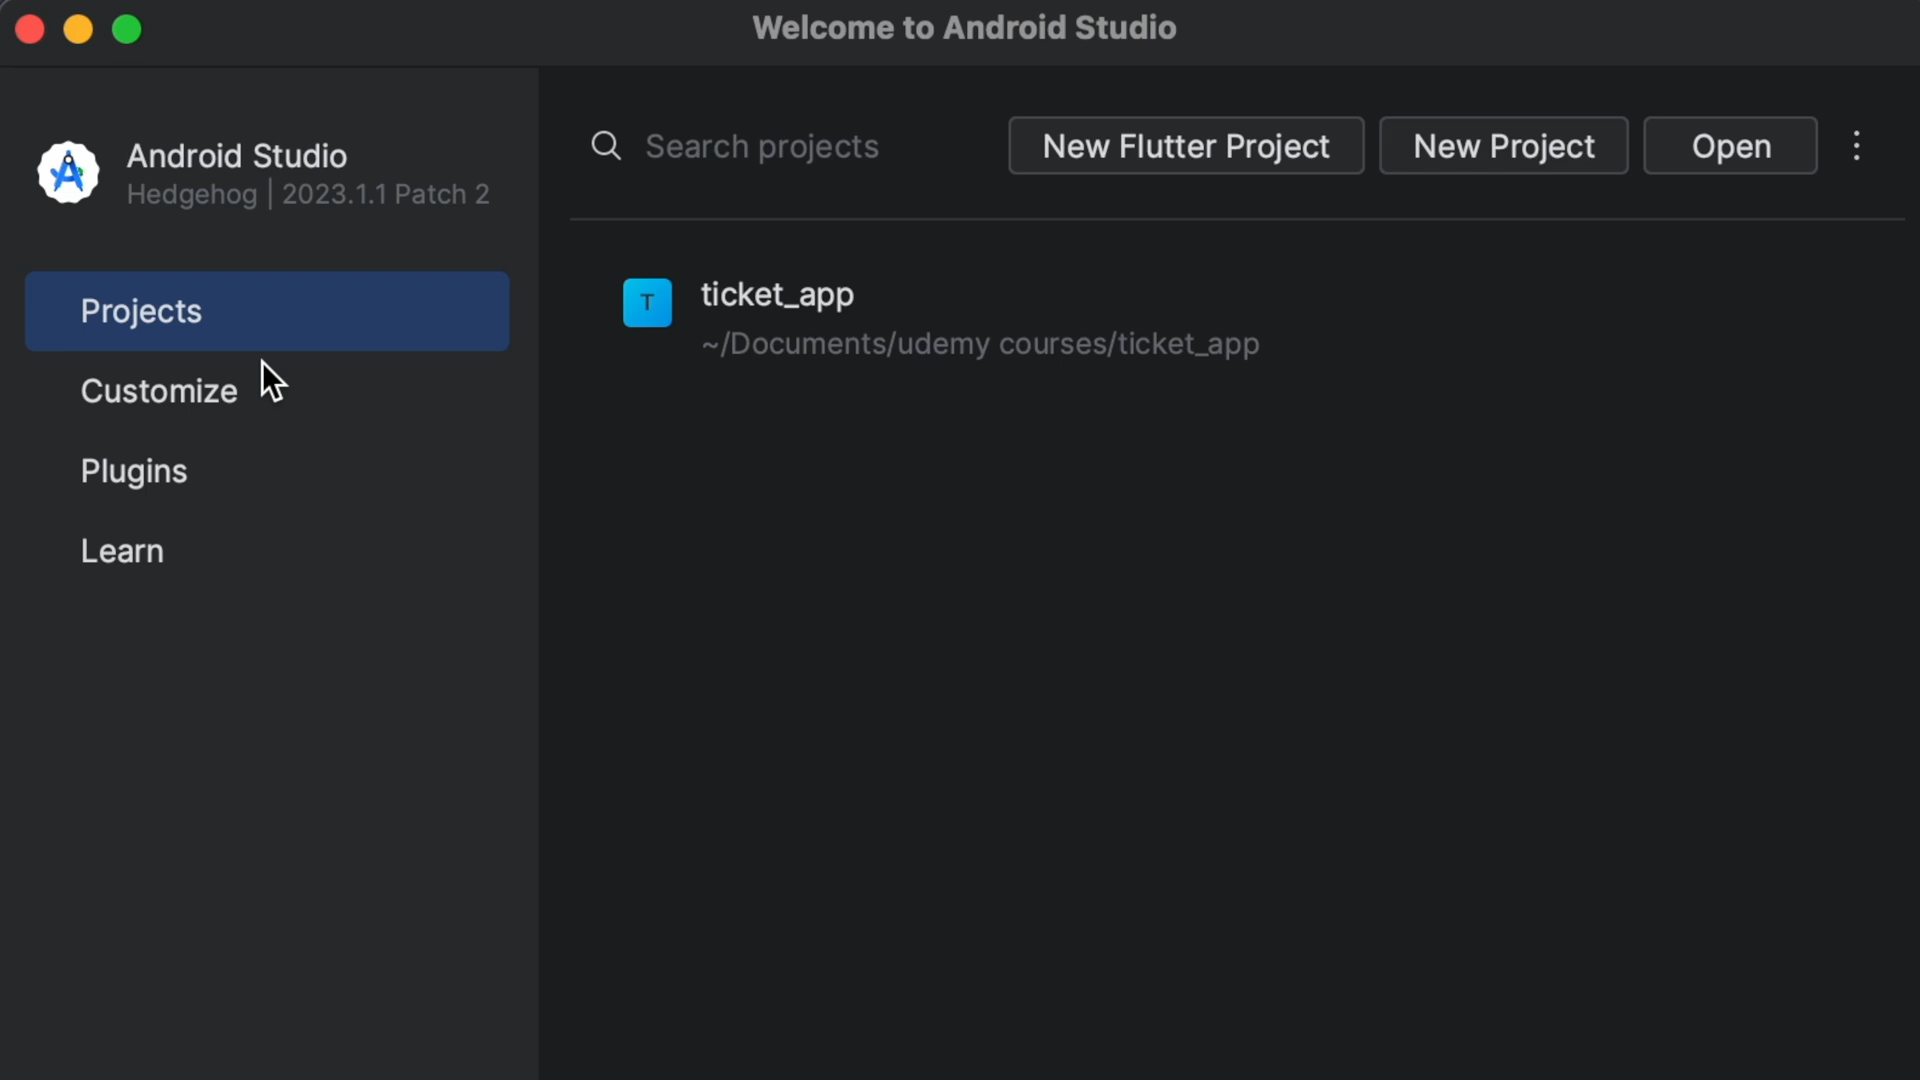 Welcome to Android Studio
Android Studio
Hedgehog | 2023.1.1 Patch 2
Projects
Customize
Plugins
Learn
Search projects
New Flutter Project
New Project
Open
T
ticket_app
~/Documents/udemy courses/ticket_app